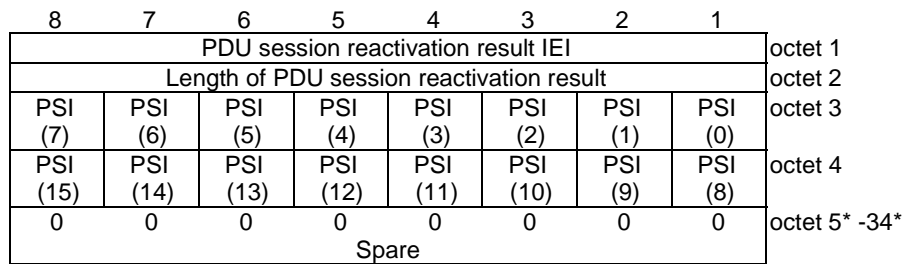 8 7 6 5 4 3 2 1
PDU session reactivation result IEI octet 1
Length of PDU session reactivation result octet 2
PSI PSI PSI PSI PSI PSI PSI PSI octet 3
(7) (6) (5) (4) (3) (2) (1) (0)
PSI PSI PSI PSI PSI PSI PSI PSI octet 4
(15) (14) (13) (12) (11) (10) (9) (8)
0 0 0 0 0 0 0 0 octet 5* -34*
Spare